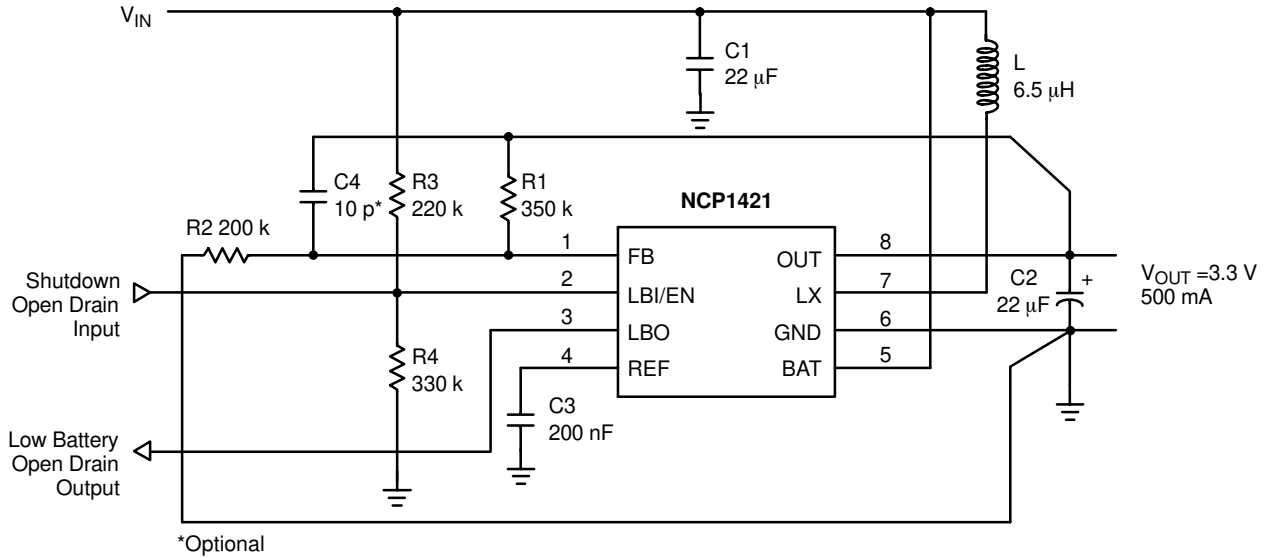 VIN
C1
22 μF
L
6.5 μH
C4
10 p*
R3
220 k
R1
350 k
NCP1421
R2 200 k
1
FB
2
LBI/EN
3
LBO
4
REF
OUT
8
LX
7
GND
6
BAT
5
C2
22 μF
+
VOUT =3.3 V
500 mA
Shutdown
Open Drain
Input
R4
330 k
C3
200 nF
Low Battery
Open Drain
Output
*Optional